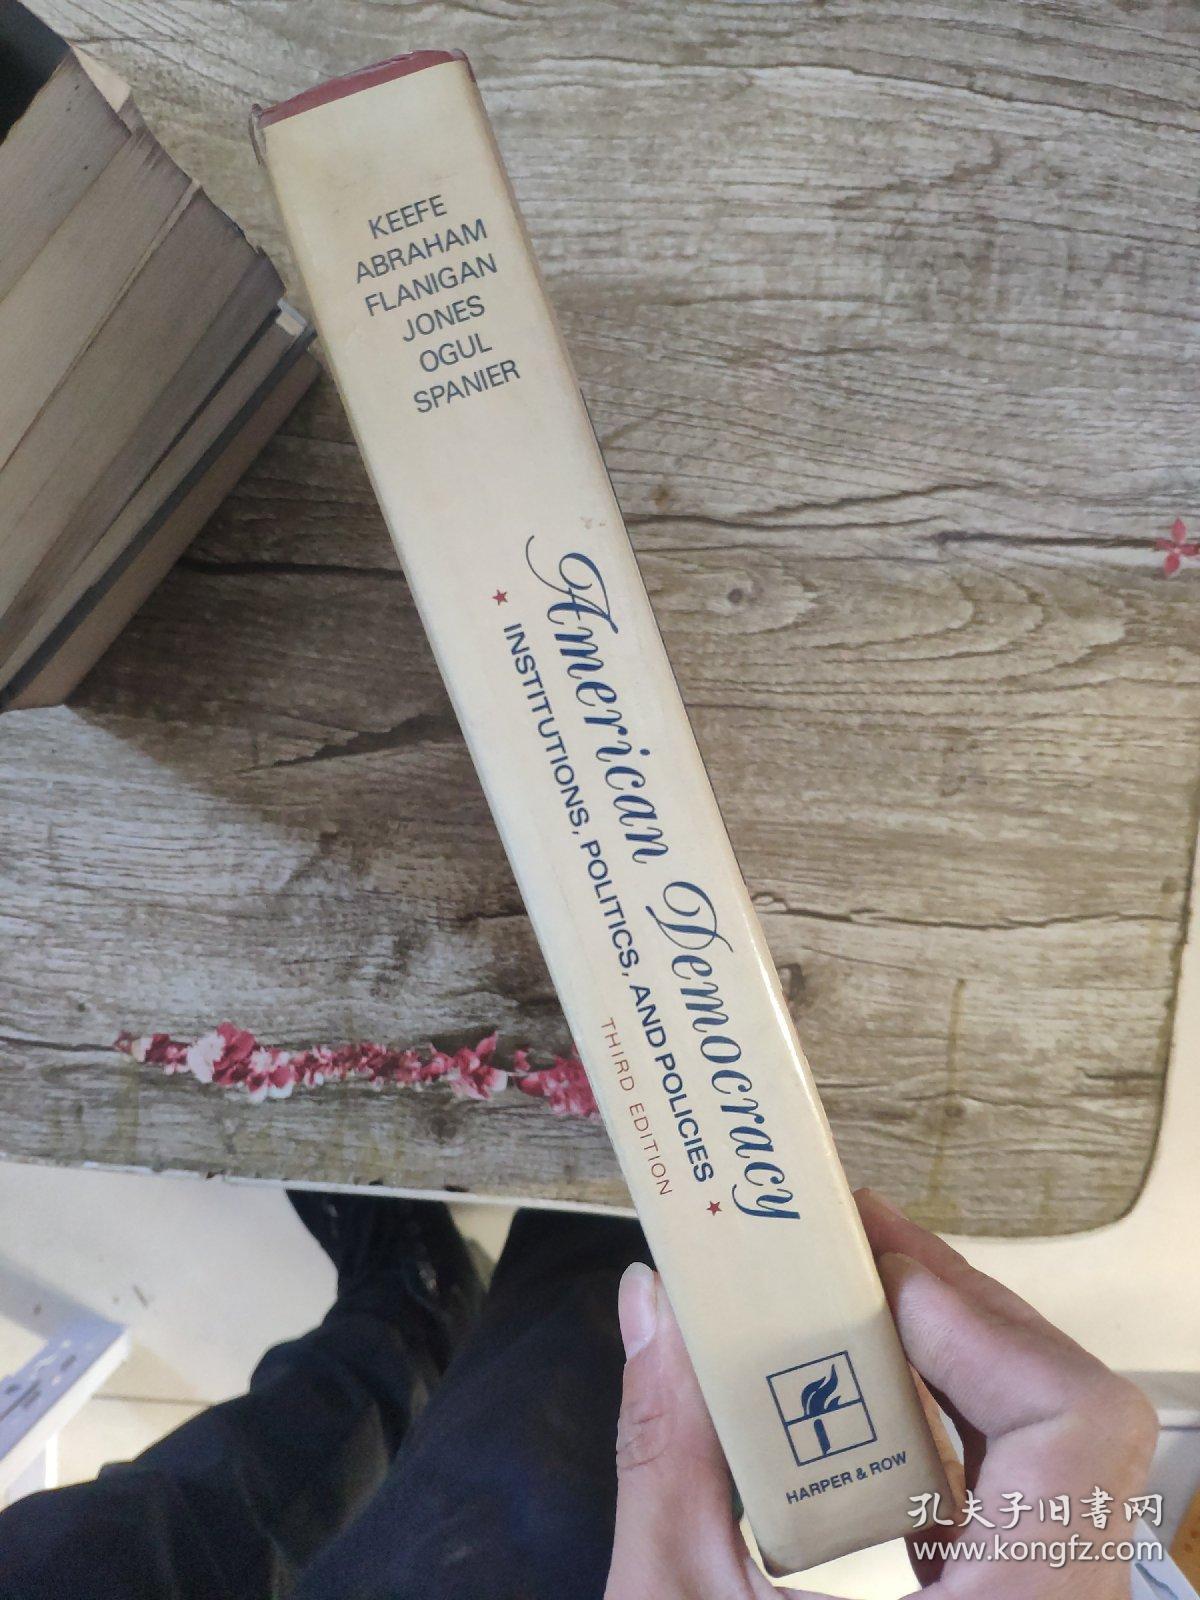 KEEFE
ABRAHAM
FLANIGAN
JONES
OGUL
SPANIER
American Democracy
★ INSTITUTIONS, POLITICS, AND POLICIES ★
THIRD EDITION
HARPER & ROW
孔夫子旧书网
www.kongfz.com